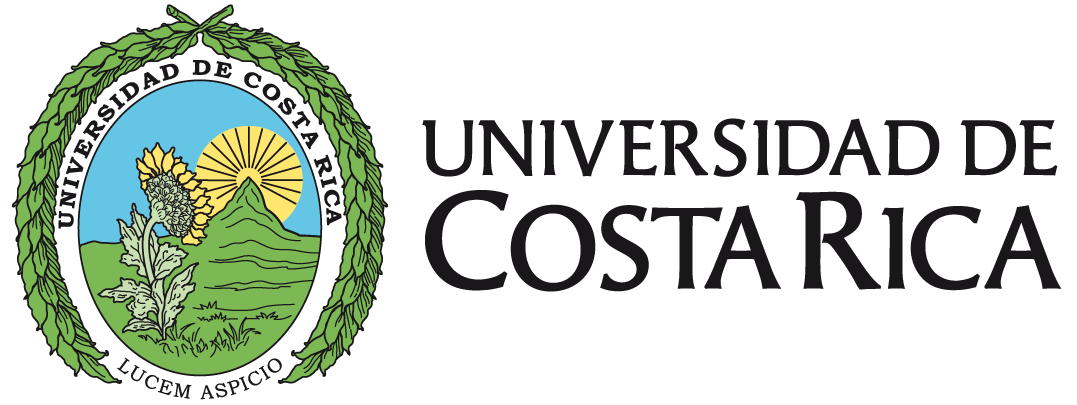 UNIVERSIDAD DE COSTA RICA
LUCEM ASPICIO
UNIVERSIDAD DE
COSTA RICA